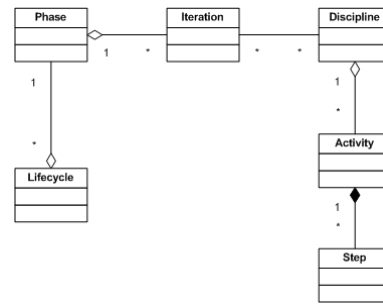 Phase Iteration Discipline
1 * * *
1 1
* *
Lifecycle Activity
1
*
Step